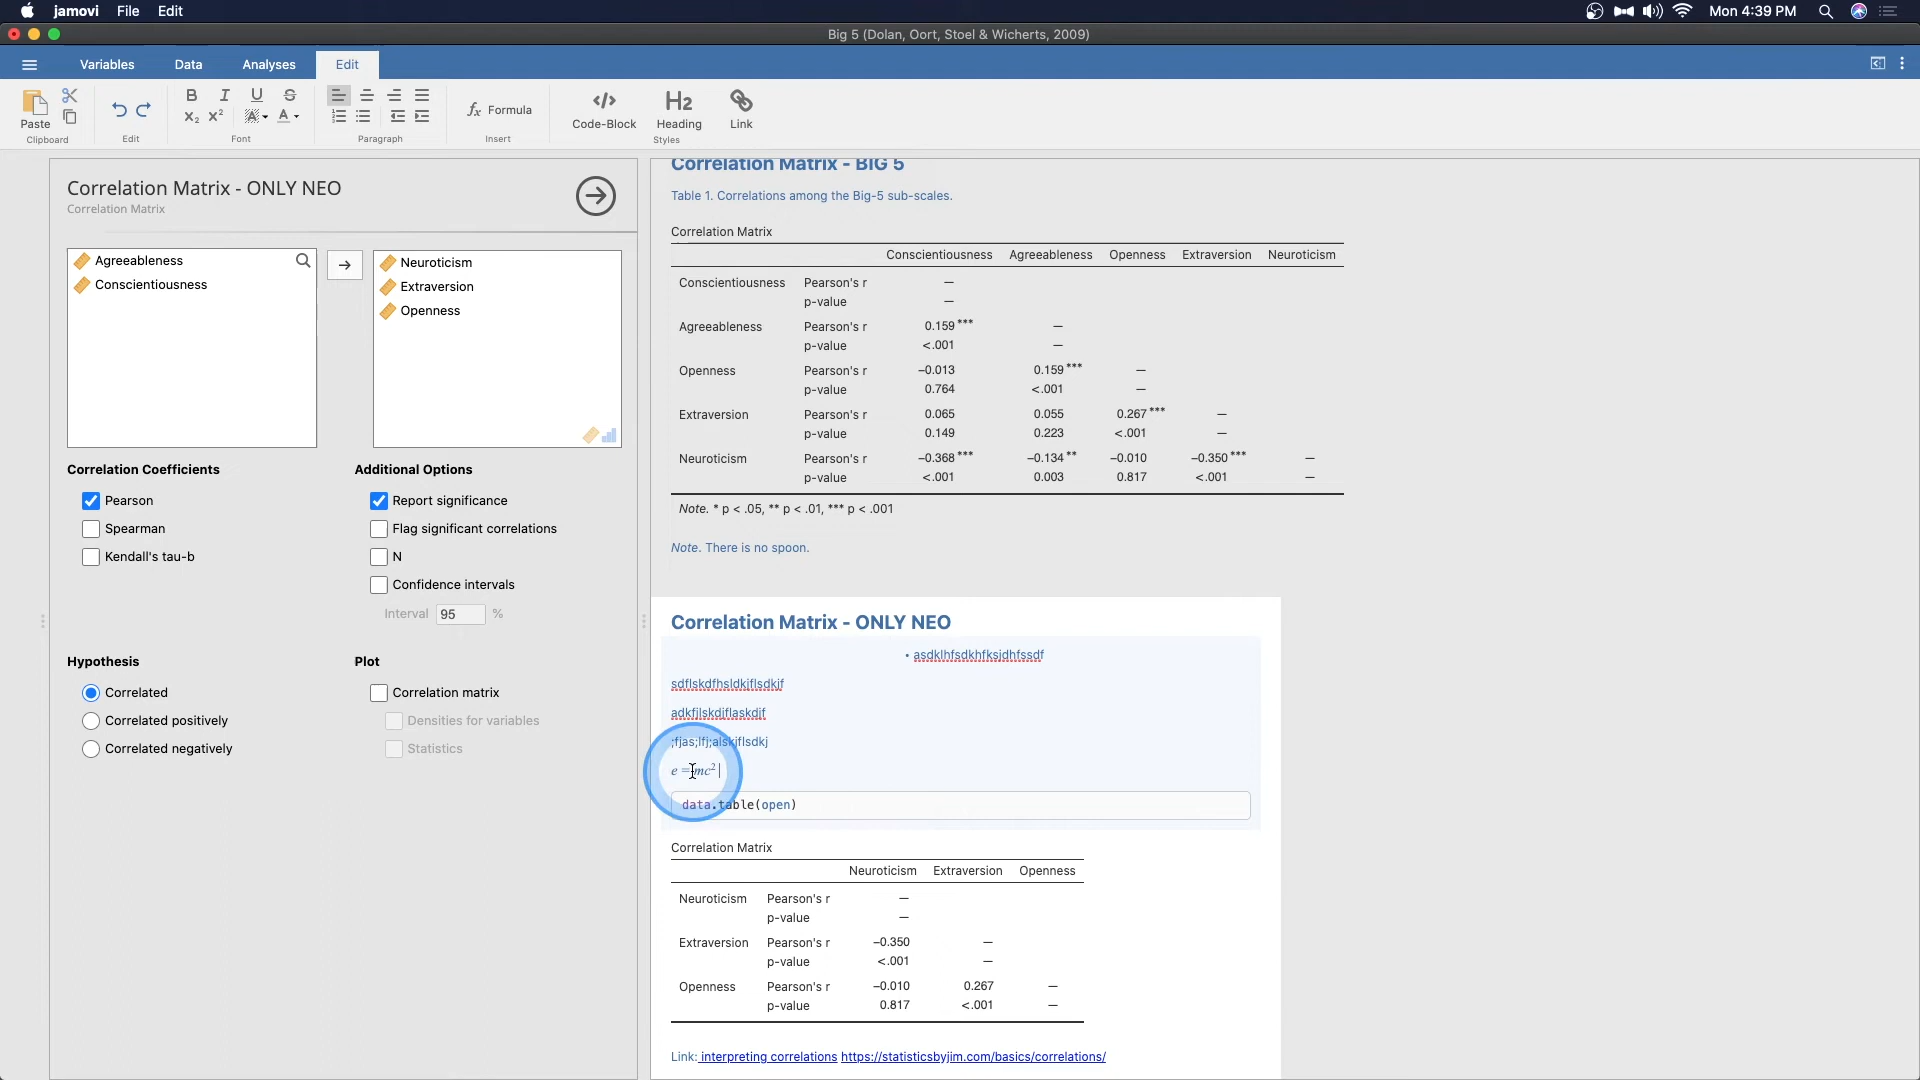 jamovi File Edit Mon 4:39 PM
Big 5 (Dolan, Oort, Stoel & Wicherts, 2009)
Variables Data Analyses Edit
Paste
Clipboard
Edit
B I U S
X₂ X² A A
Font
Paragraph
fx Formula
Insert
Code-Block
H2 Heading
Link
Styles
Correlation Matrix - ONLY NEO
Correlation Matrix
Agreeableness
Conscientiousness
Neuroticism
Extraversion
Openness
Correlation Coefficients
Pearson
Spearman
Kendall's tau-b
Additional Options
Report significance
Flag significant correlations
N
Confidence intervals
Interval 95 %
Hypothesis
Correlated
Correlated positively
Correlated negatively
Plot
Correlation matrix
Densities for variables
Statistics
Correlation Matrix - BIG 5
Table 1. Correlations among the Big-5 sub-scales.
Correlation Matrix
Conscientiousness Agreeableness Openness Extraversion Neuroticism
Conscientiousness Pearson's r —
p-value —
Agreeableness Pearson's r 0.159 *** —
p-value <.001 —
Openness Pearson's r −0.013 0.159 *** —
p-value 0.764 <.001 —
Extraversion Pearson's r 0.065 0.055 0.267 *** —
p-value 0.149 0.223 <.001 —
Neuroticism Pearson's r −0.368 *** −0.134 ** −0.010 −0.350 *** —
p-value <.001 0.003 0.817 <.001 —
Note. * p < .05, ** p < .01, *** p < .001
Note. There is no spoon.
Correlation Matrix - ONLY NEO
• asdklhfsdkhfksjdhfssdf
sdflskdfhsldkjflsdkjf
adkfjlskdjflaskdjf
;fjas;lfj;alskjflsdkj
e = mc²
data.table(open)
Correlation Matrix
Neuroticism Extraversion Openness
Neuroticism Pearson's r —
p-value —
Extraversion Pearson's r −0.350 —
p-value <.001 —
Openness Pearson's r −0.010 0.267 —
p-value 0.817 <.001 —
Link: interpreting correlations https://statisticsbyjim.com/basics/correlations/